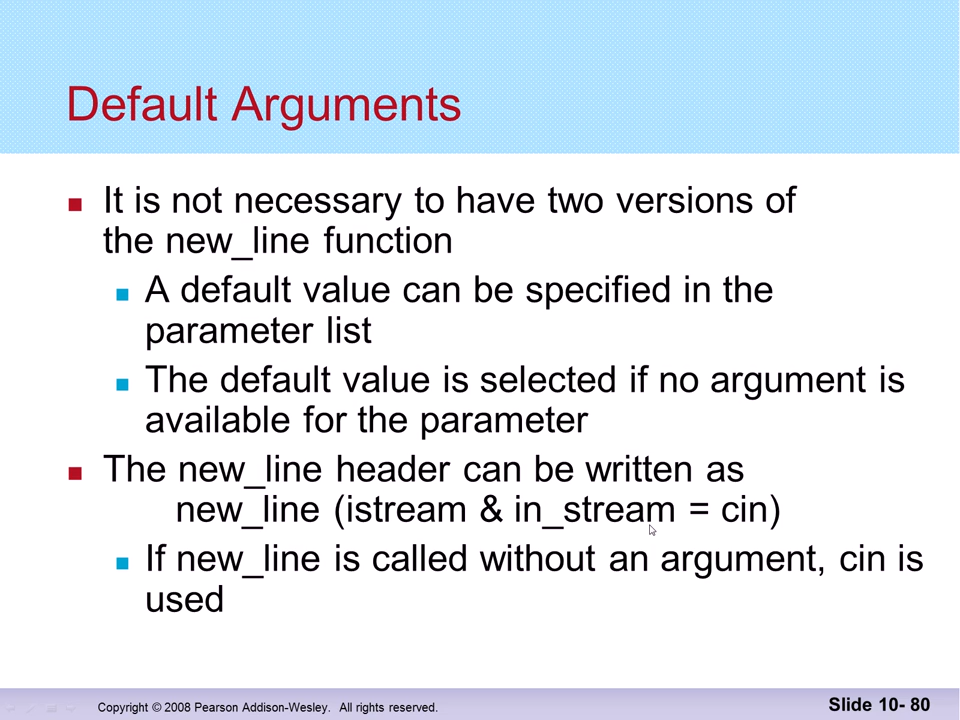 Default Arguments
It is not necessary to have two versions of
the new_line function
A default value can be specified in the
parameter list
The default value is selected if no argument is
available for the parameter
The new_line header can be written as
new_line (istream & in_stream = cin)
If new_line is called without an argument, cin is
used
Copyright © 2008 Pearson Addison-Wesley. All rights reserved.
Slide 10- 80